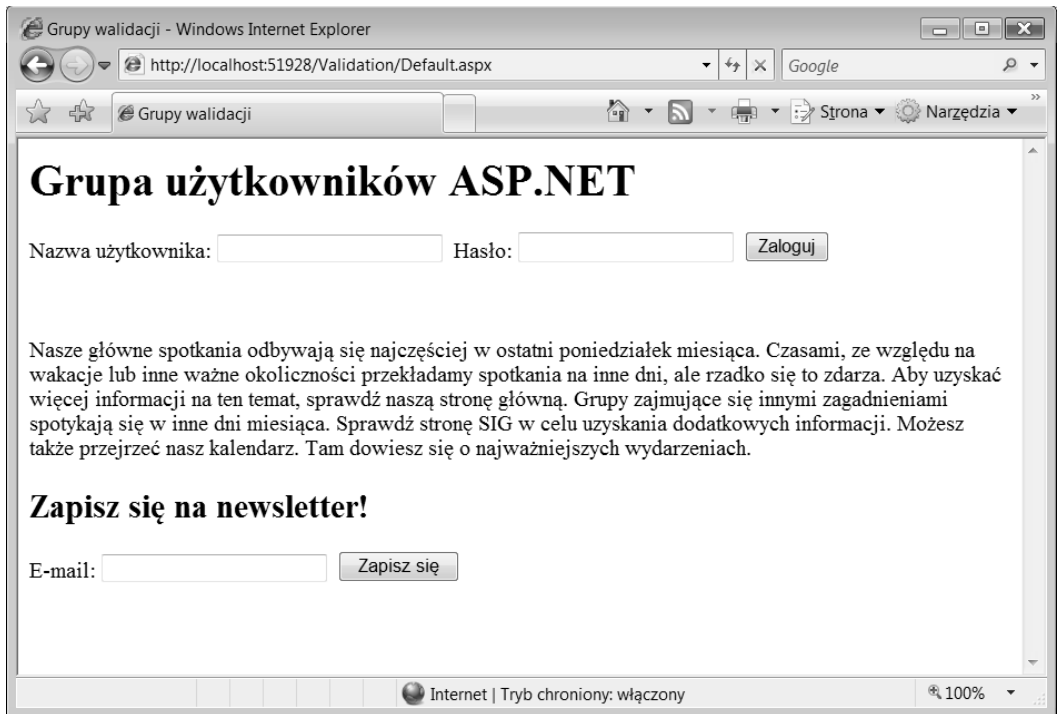 Grupy walidacji - Windows Internet Explorer
http://localhost:51928/Validation/Default.aspx
Google
Grupy walidacji
Strona
Narzędzia
Grupa użytkowników ASP.NET
Nazwa użytkownika:
Hasło:
Zaloguj
Nasze główne spotkania odbywają się najczęściej w ostatni poniedziałek miesiąca. Czasami, ze względu na
wakacje lub inne ważne okoliczności przekładamy spotkania na inne dni, ale rzadko się to zdarza. Aby uzyskać
więcej informacji na ten temat, sprawdź naszą stronę główną. Grupy zajmujące się innymi zagadnieniami
spotykają się w inne dni miesiąca. Sprawdź stronę SIG w celu uzyskania dodatkowych informacji. Możesz
także przejrzeć nasz kalendarz. Tam dowiesz się o najważniejszych wydarzeniach.
Zapisz się na newsletter!
E-mail:
Zapisz się
Internet | Tryb chroniony: włączony
100%